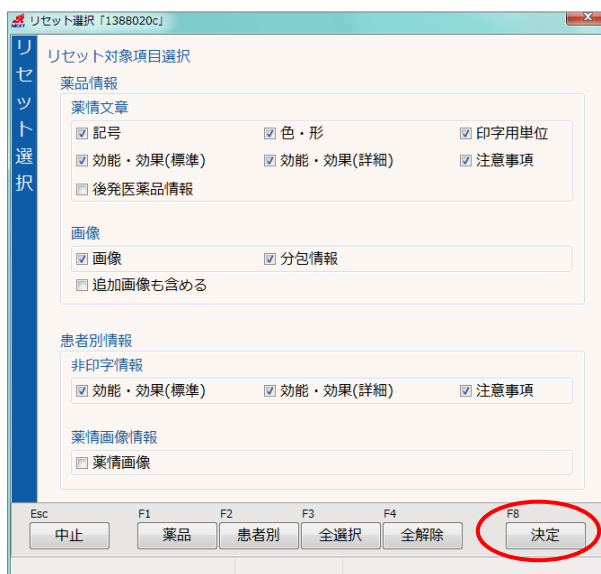 リセット選択「1388020c」
リセット選択
リセット対象項目選択
薬品情報
薬情文章
記号 色・形 印字用単位
効能・効果(標準) 効能・効果(詳細) 注意事項
後発医薬品情報
画像
画像 分包情報
追加画像も含める
患者別情報
非印字情報
効能・効果(標準) 効能・効果(詳細) 注意事項
薬情画像情報
薬情画像
Esc F1 F2 F3 F4 F8
中止 薬品 患者別 全選択 全解除 決定